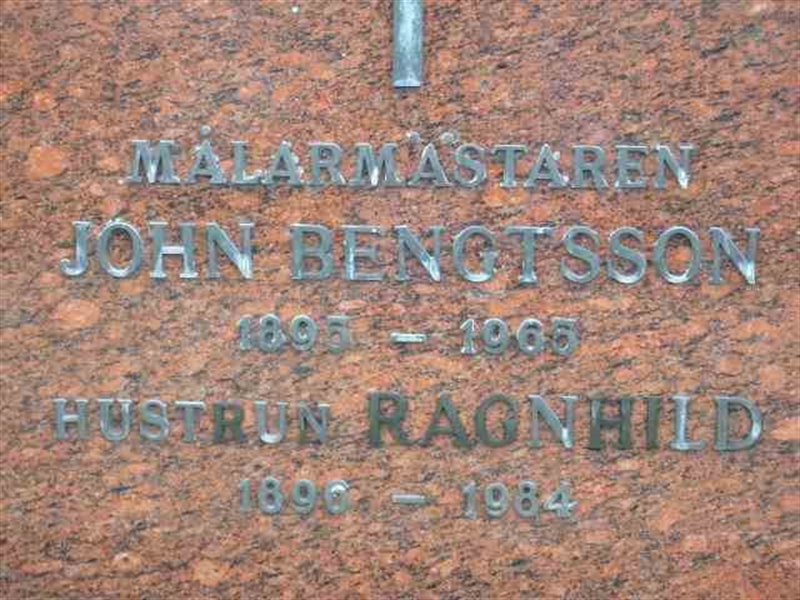 MÅLARMÄSTAREN
JOHN BENGTSSON
1895 – 1965
HUSTRUN RAGNHILD
1896 – 1984